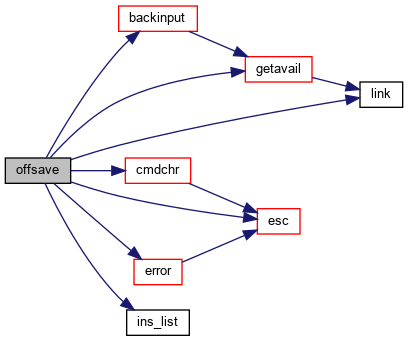 backinput
getavail
link
offsave
cmdchr
esc
error
ins_list